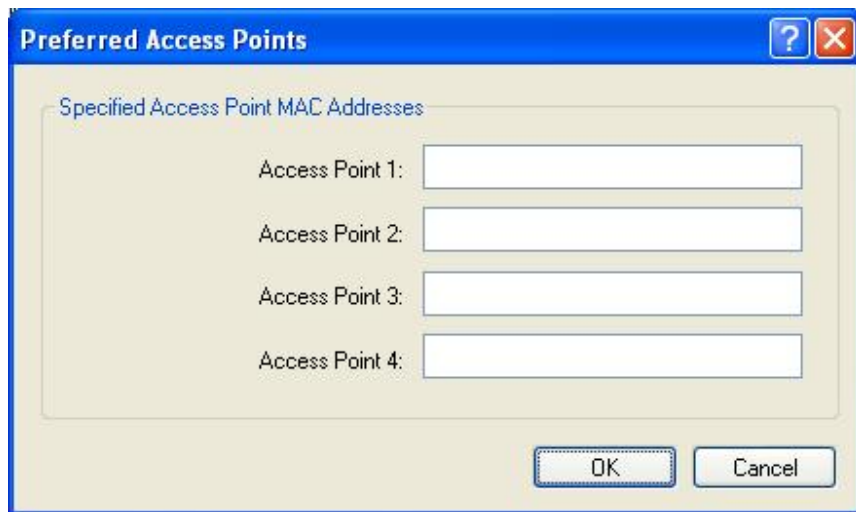 Preferred Access Points
?
Specified Access Point MAC Addresses
Access Point 1:
Access Point 2:
Access Point 3:
Access Point 4:
OK Cancel